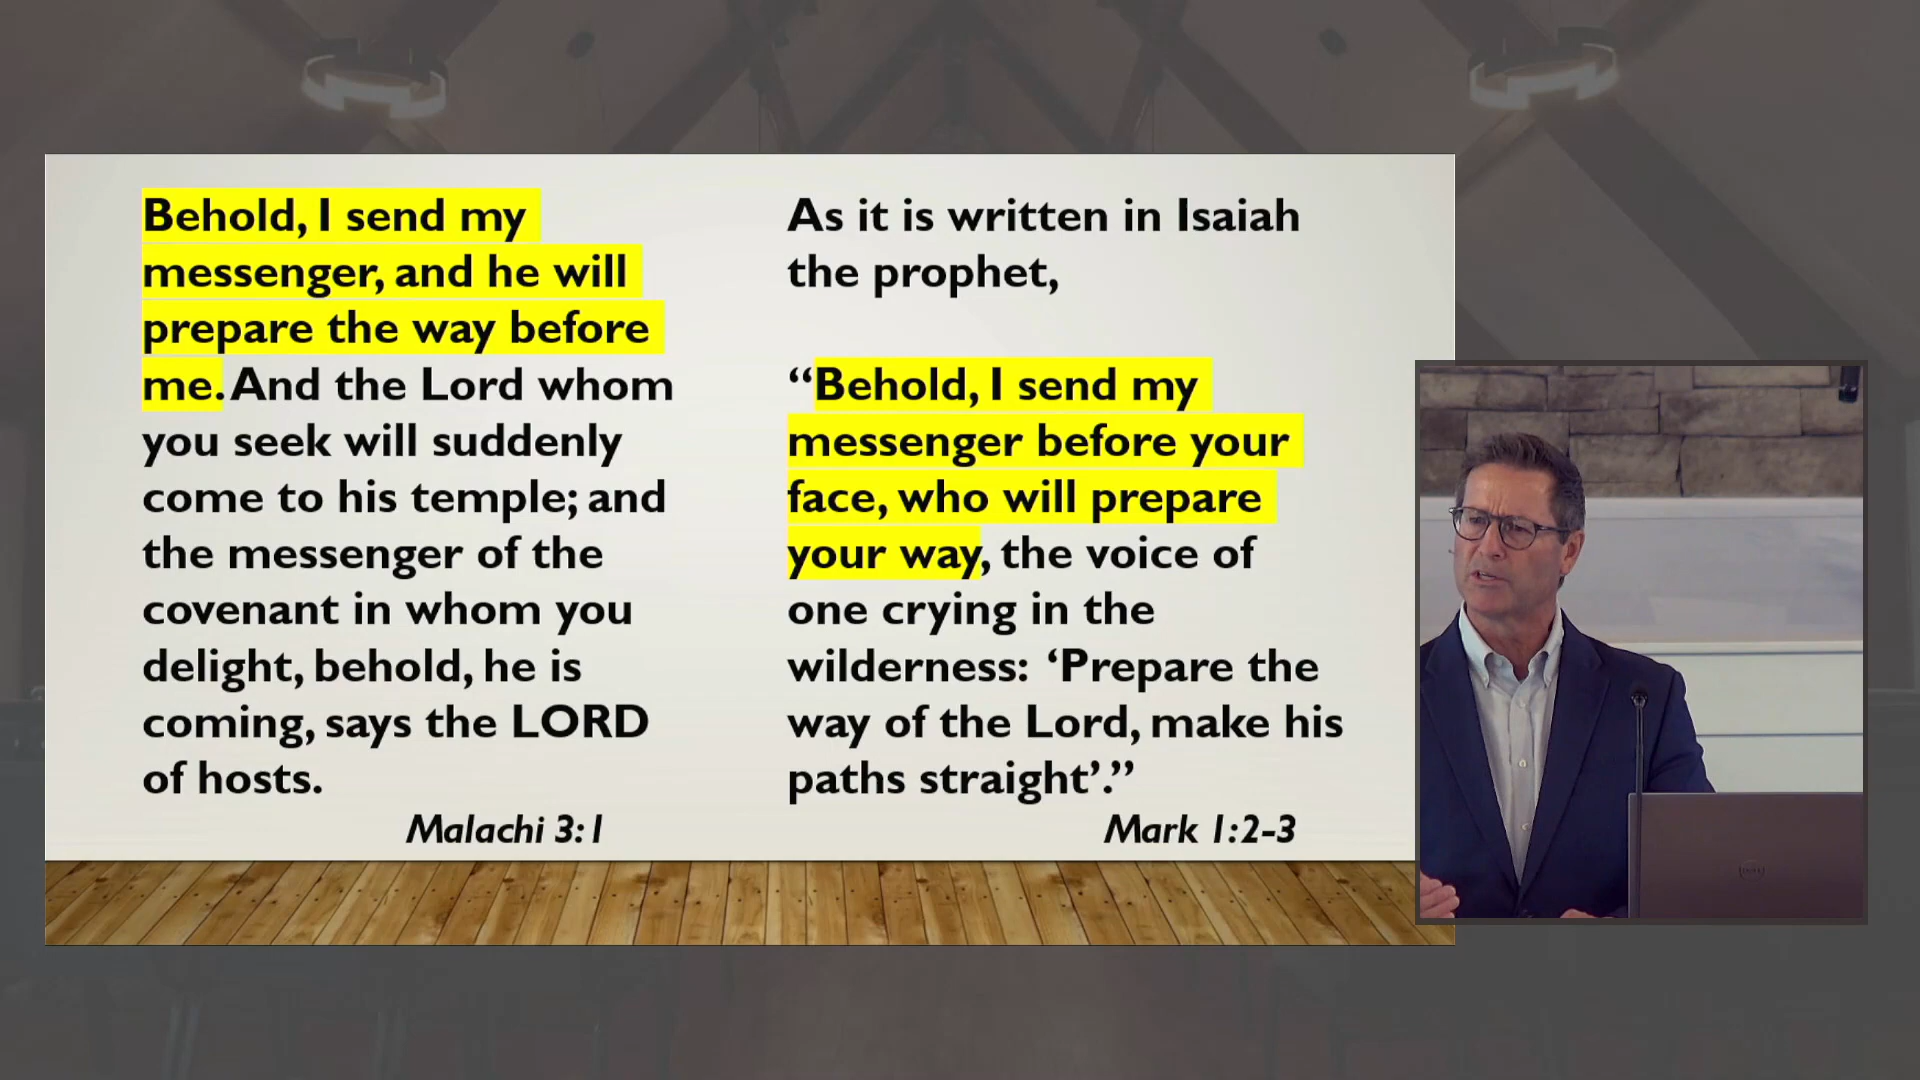 Behold, I send my
messenger, and he will
prepare the way before
me. And the Lord whom
you seek will suddenly
come to his temple; and
the messenger of the
covenant in whom you
delight, behold, he is
coming, says the LORD
of hosts.
Malachi 3:1
As it is written in Isaiah
the prophet,
“Behold, I send my
messenger before your
face, who will prepare
your way, the voice of
one crying in the
wilderness: ‘Prepare the
way of the Lord, make his
paths straight’.”
Mark 1:2-3
DELL